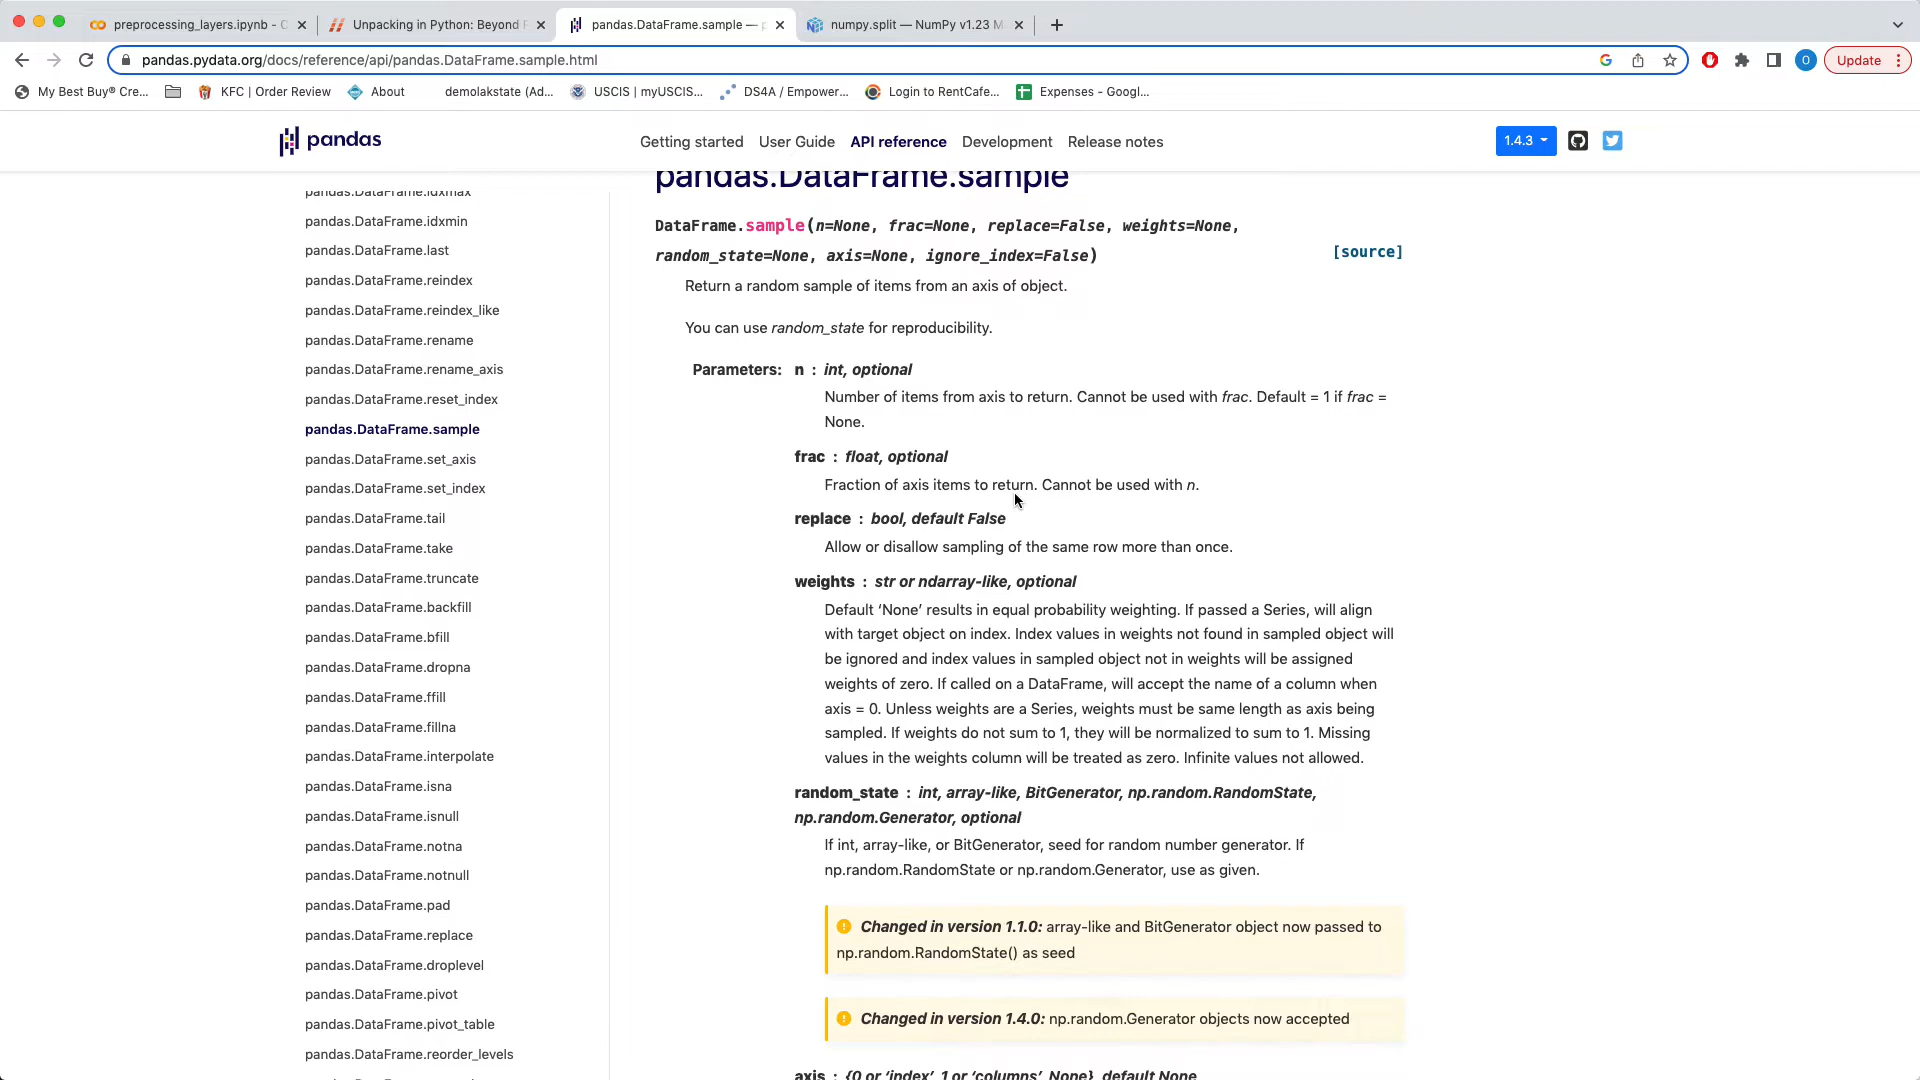 preprocessing_layers.ipynb - C
Unpacking in Python: Beyond P
pandas.DataFrame.sample — p
numpy.split — NumPy v1.23 M
pandas.pydata.org/docs/reference/api/pandas.DataFrame.sample.html
O
Update
My Best Buy® Cre...
KFC | Order Review
About
demolakstate (Ad...
USCIS | myUSCIS...
DS4A / Empower...
Login to RentCafe...
Expenses - Googl...
pandas
Getting started
User Guide
API reference
Development
Release notes
1.4.3
pandas.DataFrame.idxmax
pandas.DataFrame.idxmin
pandas.DataFrame.last
pandas.DataFrame.reindex
pandas.DataFrame.reindex_like
pandas.DataFrame.rename
pandas.DataFrame.rename_axis
pandas.DataFrame.reset_index
pandas.DataFrame.sample
pandas.DataFrame.set_axis
pandas.DataFrame.set_index
pandas.DataFrame.tail
pandas.DataFrame.take
pandas.DataFrame.truncate
pandas.DataFrame.backfill
pandas.DataFrame.bfill
pandas.DataFrame.dropna
pandas.DataFrame.ffill
pandas.DataFrame.fillna
pandas.DataFrame.interpolate
pandas.DataFrame.isna
pandas.DataFrame.isnull
pandas.DataFrame.notna
pandas.DataFrame.notnull
pandas.DataFrame.pad
pandas.DataFrame.replace
pandas.DataFrame.droplevel
pandas.DataFrame.pivot
pandas.DataFrame.pivot_table
pandas.DataFrame.reorder_levels
pandas.DataFrame.sample
DataFrame.sample(n=None, frac=None, replace=False, weights=None,
random_state=None, axis=None, ignore_index=False)
[source]
Return a random sample of items from an axis of object.
You can use random_state for reproducibility.
Parameters: n : int, optional
Number of items from axis to return. Cannot be used with frac. Default = 1 if frac =
None.
frac : float, optional
Fraction of axis items to return. Cannot be used with n.
replace : bool, default False
Allow or disallow sampling of the same row more than once.
weights : str or ndarray-like, optional
Default ‘None’ results in equal probability weighting. If passed a Series, will align
with target object on index. Index values in weights not found in sampled object will
be ignored and index values in sampled object not in weights will be assigned
weights of zero. If called on a DataFrame, will accept the name of a column when
axis = 0. Unless weights are a Series, weights must be same length as axis being
sampled. If weights do not sum to 1, they will be normalized to sum to 1. Missing
values in the weights column will be treated as zero. Infinite values not allowed.
random_state : int, array-like, BitGenerator, np.random.RandomState,
np.random.Generator, optional
If int, array-like, or BitGenerator, seed for random number generator. If
np.random.RandomState or np.random.Generator, use as given.
Changed in version 1.1.0: array-like and BitGenerator object now passed to
np.random.RandomState() as seed
Changed in version 1.4.0: np.random.Generator objects now accepted
axis : {0 or ‘index’, 1 or ‘columns’, None}, default None